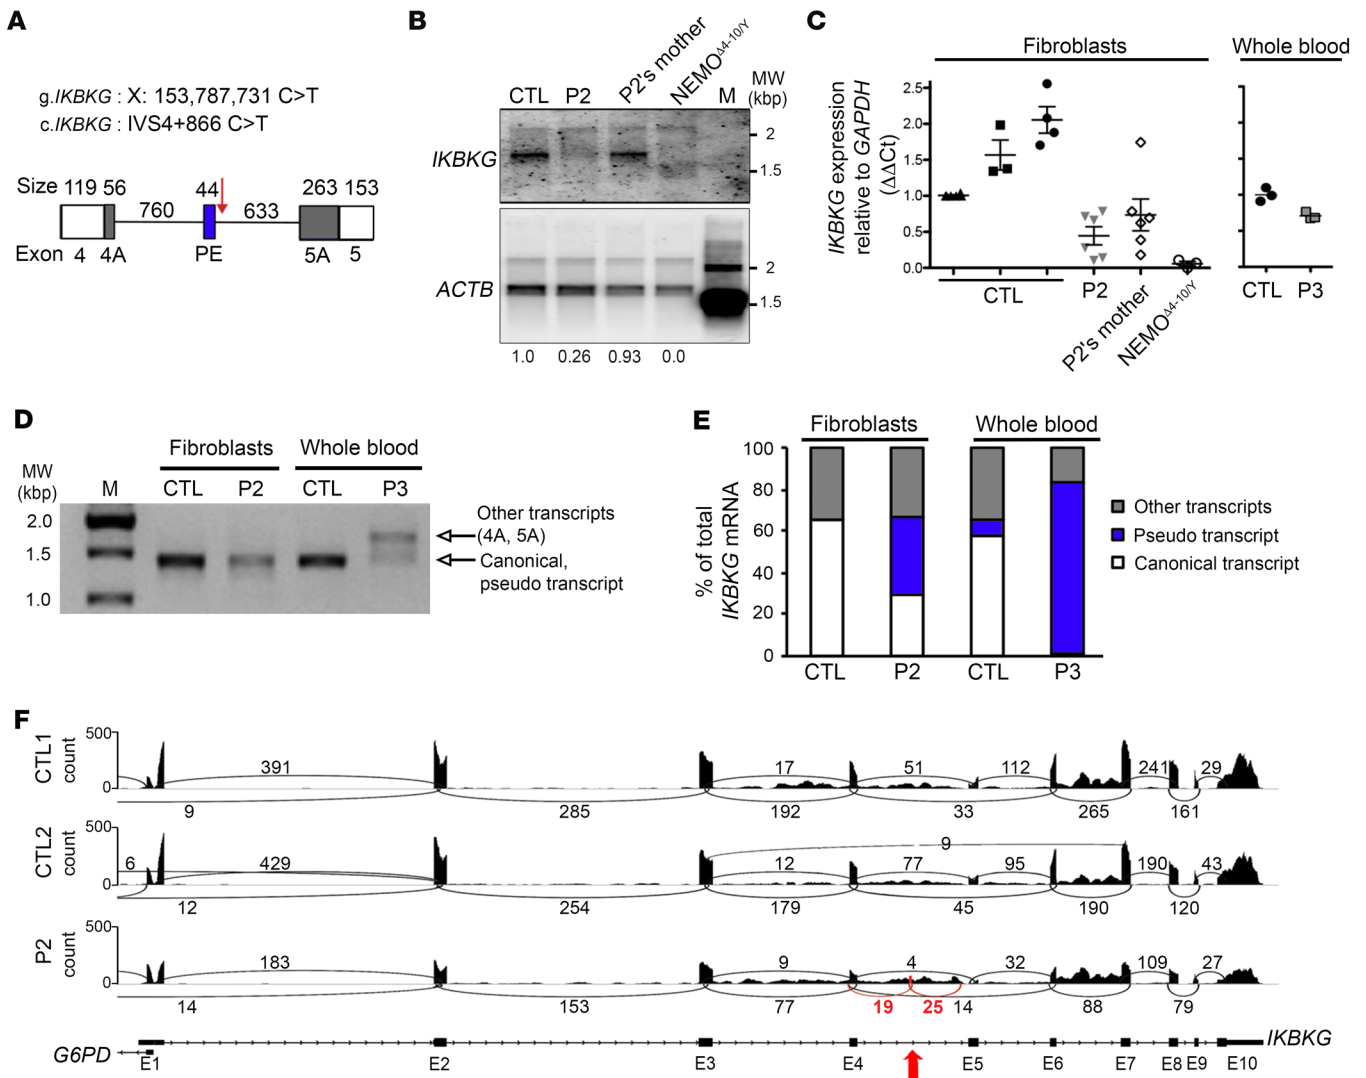 A
g.IKBKG : X: 153,787,731 C>T
c.IKBKG : IVS4+866 C>T
Size 119 56 44 263 153
760 633
Exon 4 4A PE 5A 5
B
CTL P2 P2's mother NEMOΔ4-10/Y M MW (kbp)
IKBKG
2
1.5
ACTB
2
1.5
1.0 0.26 0.93 0.0
C
Fibroblasts Whole blood
IKBKG expression
relative to GAPDH
(ΔΔCt)
2.5
2.0
1.5
1.0
0.5
0.0
CTL P2 P2's mother NEMOΔ4-10/Y CTL P3
D
Fibroblasts Whole blood
MW
(kbp)
M CTL P2 CTL P3
2.0
1.5
1.0
Other transcripts
(4A, 5A)
Canonical,
pseudo transcript
E
Fibroblasts Whole blood
% of total
IKBKG mRNA
100
80
60
40
20
0
CTL P2 CTL P3
Other transcripts
Pseudo transcript
Canonical transcript
F
CTL1
count
500
0
391 17 51 112 241 29
9 285 192 33 265 161
CTL2
count
500
0
9
6 429 12 77 95 190 43
12 254 179 45 190 120
P2
count
500
0
183 9 4 32 109 27
14 153 77 19 25 14 88 79
G6PD E1 E2 E3 E4 E5 E6 E7 E8 E9 E10 IKBKG